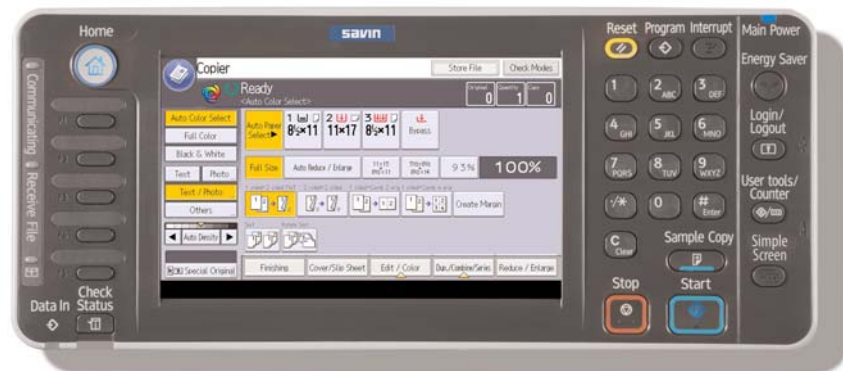 Home
savin
Reset Program Interrupt
Main Power
Energy Saver
Login/
Logout
User tools/
Counter
Simple
Screen
Communicating
Receive File
Data In
Check
Status
Copier
Store File
Check Modes
Ready
<Auto Color Select>
Original
0
Quantity
1
Copy
0
Auto Color Select
Full Color
Black & White
Text
Photo
Text / Photo
Others
Auto Density
Special Original
Auto Paper
Select▶
1
8½×11
2
11×17
3
8½×11
Bypass
Full Size
Auto Reduce / Enlarge
93%
100%
Create Margin
Finishing
Cover/Slip Sheet
Edit / Color
Dup./Combine/Series
Reduce / Enlarge
1
2 ABC
3 DEF
4 GHI
5 JKL
6 MNO
7 PQRS
8 TUV
9 WXYZ
·/*
0
#
Enter
C
Clear
Sample Copy
Stop
Start